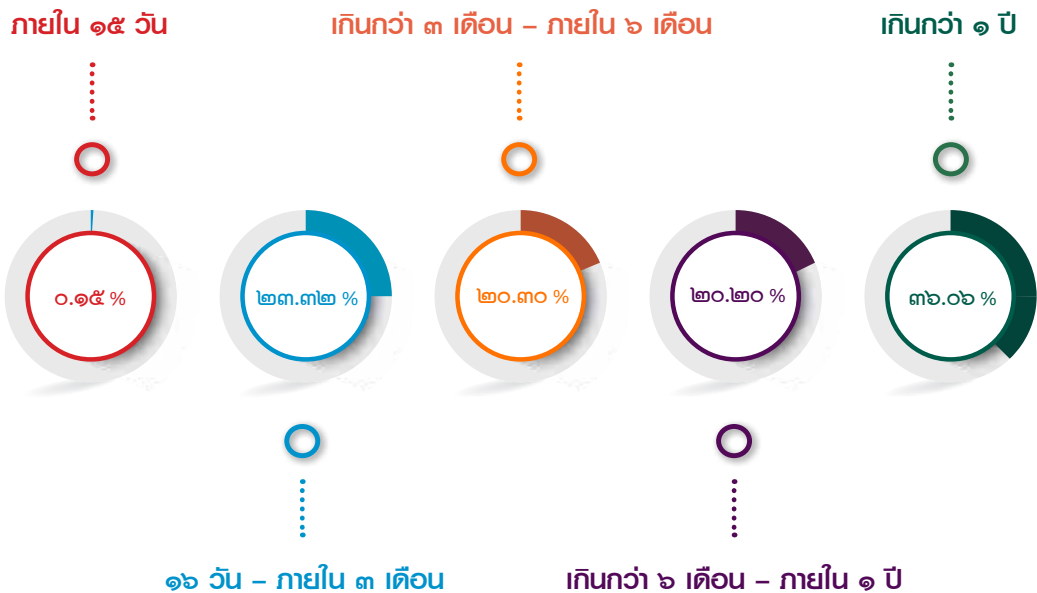 ภายใน ๑๕ วัน
เกินกว่า ๓ เดือน – ภายใน ๖ เดือน
เกินกว่า ๑ ปี
๐.๑๕ %
๒๓.๓๒ %
๒๐.๓๐ %
๒๐.๒๐ %
๓๖.๐๖ %
๑๖ วัน – ภายใน ๓ เดือน
เกินกว่า ๖ เดือน – ภายใน ๑ ปี